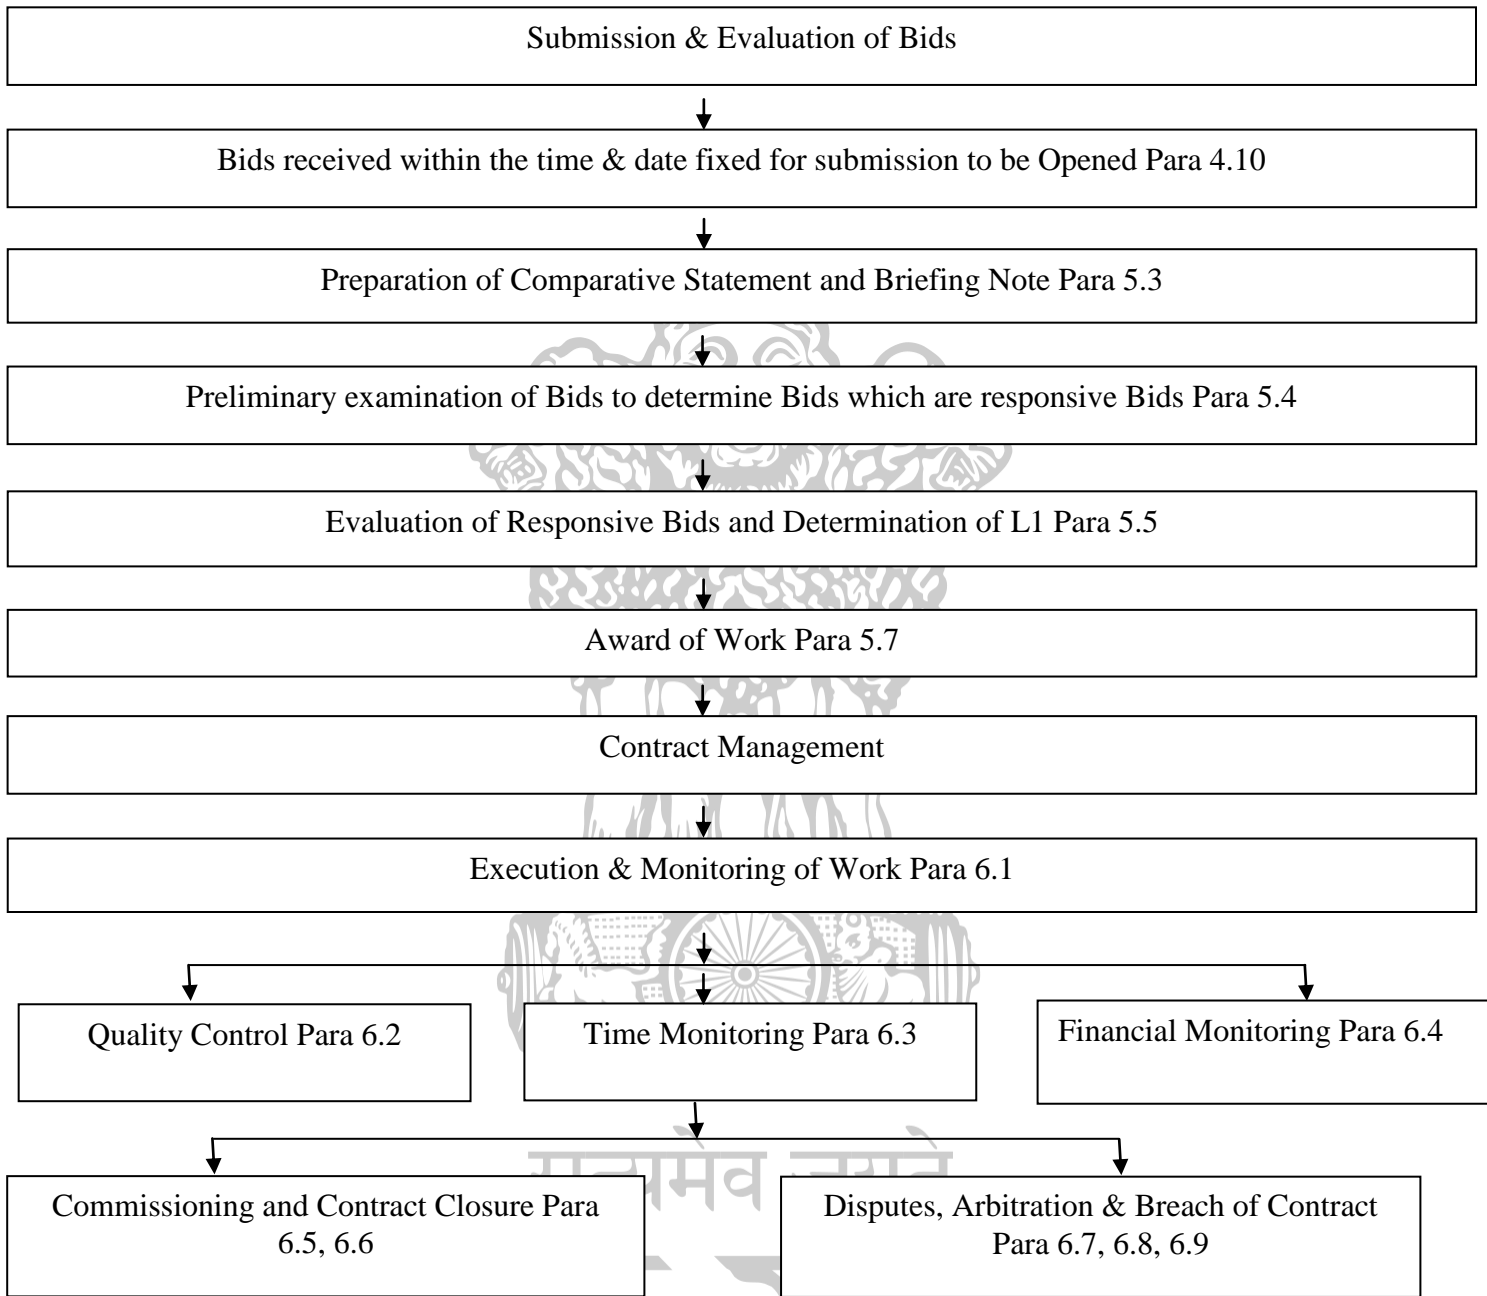 Submission & Evaluation of Bids
Bids received within the time & date fixed for submission to be Opened Para 4.10
Preparation of Comparative Statement and Briefing Note Para 5.3
Preliminary examination of Bids to determine Bids which are responsive Bids Para 5.4
Evaluation of Responsive Bids and Determination of L1 Para 5.5
Award of Work Para 5.7
Contract Management
Execution & Monitoring of Work Para 6.1
Quality Control Para 6.2
Time Monitoring Para 6.3
Financial Monitoring Para 6.4
Commissioning and Contract Closure Para
6.5, 6.6
Disputes, Arbitration & Breach of Contract
Para 6.7, 6.8, 6.9